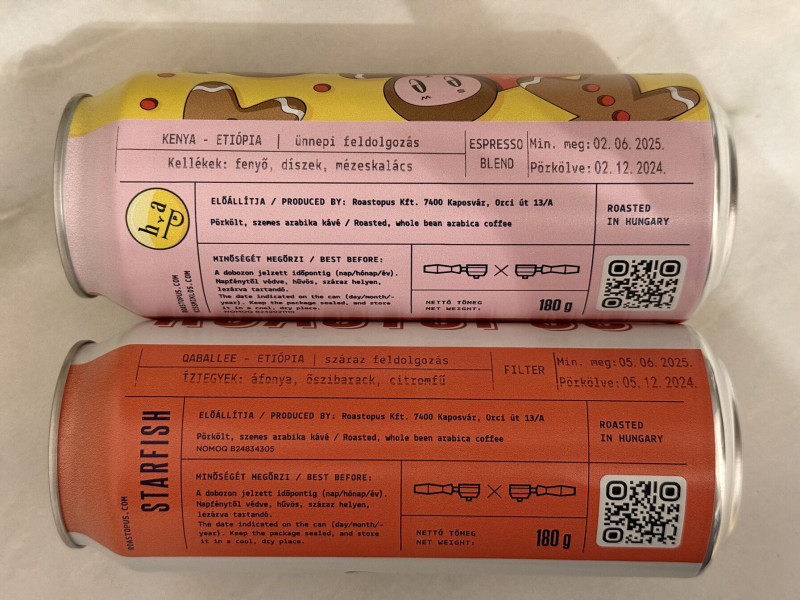 KENYA - ETIÓPIA | ünnepi feldolgozás
Kellékek: fenyő, díszek, mézeskalács
ESPRESSO
BLEND
Min. meg: 02. 06. 2025.
Pörkölve: 02. 12. 2024.
hya
ELŐÁLLÍTJA / PRODUCED BY: Roastopus Kft. 7400 Kaposvár, Orci út 13/A
Pörkölt, szemes arabika kávé / Roasted, whole bean arabica coffee
ROASTED
IN HUNGARY
MINŐSÉGÉT MEGŐRZI / BEST BEFORE:
A dobozon jelzett időpontig (nap/hónap/év).
Napfénytől védve, hűvös, száraz helyen,
lezárva tartandó.
The date indicated on the can (day/month/-
year). Keep the package sealed, and store
it in a cool, dry place.
NETTÓ TÖMEG
NET WEIGHT:
180 g
ROASTOPUS.COM
QABALLEE - ETIÓPIA | száraz feldolgozás
ÍZJEGYEK: áfonya, őszibarack, citromfű
FILTER
Min. meg: 05. 06. 2025.
Pörkölve: 05. 12. 2024.
STARFISH
ROASTOPUS.COM
ELŐÁLLÍTJA / PRODUCED BY: Roastopus Kft. 7400 Kaposvár, Orci út 13/A
Pörkölt, szemes arabika kávé / Roasted, whole bean arabica coffee
NOMOQ B24834305
ROASTED
IN HUNGARY
MINŐSÉGÉT MEGŐRZI / BEST BEFORE:
A dobozon jelzett időpontig (nap/hónap/év).
Napfénytől védve, hűvös, száraz helyen,
lezárva tartandó.
The date indicated on the can (day/month/-
year). Keep the package sealed, and store
it in a cool, dry place.
NETTÓ TÖMEG
NET WEIGHT:
180 g